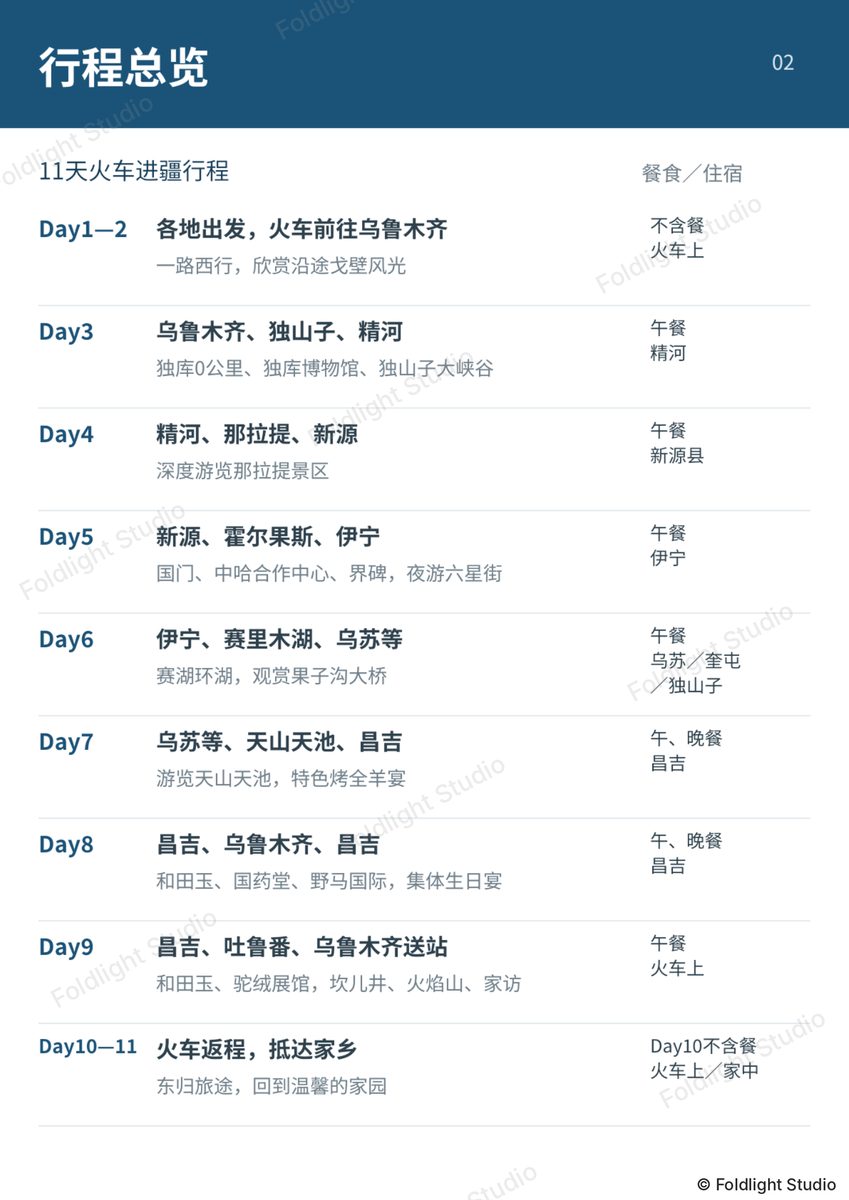 行程总览
02
11天火车进疆行程
餐食／住宿
Day1—2
各地出发，火车前往乌鲁木齐
一路西行，欣赏沿途戈壁风光
不含餐
火车上
Day3
乌鲁木齐、独山子、精河
独库0公里、独库博物馆、独山子大峡谷
午餐
精河
Day4
精河、那拉提、新源
深度游览那拉提景区
午餐
新源县
Day5
新源、霍尔果斯、伊宁
国门、中哈合作中心、界碑，夜游六星街
午餐
伊宁
Day6
伊宁、赛里木湖、乌苏等
赛湖环湖，观赏果子沟大桥
午餐
乌苏／奎屯
／独山子
Day7
乌苏等、天山天池、昌吉
游览天山天池，特色烤全羊宴
午、晚餐
昌吉
Day8
昌吉、乌鲁木齐、昌吉
和田玉、国药堂、野马国际，集体生日宴
午、晚餐
昌吉
Day9
昌吉、吐鲁番、乌鲁木齐送站
和田玉、驼绒展馆，坎儿井、火焰山、家访
午餐
火车上
Day10—11
火车返程，抵达家乡
东归旅途，回到温馨的家园
Day10不含餐
火车上／家中
© Foldlight Studio